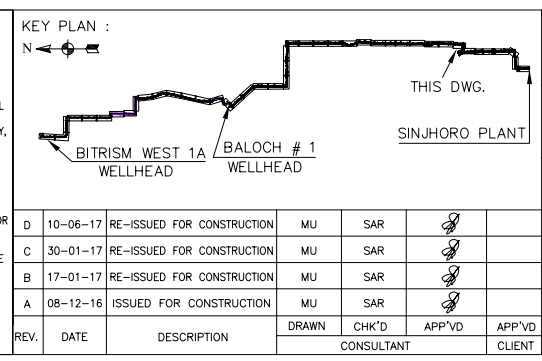 KEY PLAN :
N
THIS DWG.
SINJHORO PLANT
BITRISM WEST 1A
WELLHEAD
BALOCH # 1
WELLHEAD
L
Y,
OR
E
D 10-06-17 RE-ISSUED FOR CONSTRUCTION MU SAR
C 30-01-17 RE-ISSUED FOR CONSTRUCTION MU SAR
B 17-01-17 RE-ISSUED FOR CONSTRUCTION MU SAR
A 08-12-16 ISSUED FOR CONSTRUCTION MU SAR
REV. DATE DESCRIPTION DRAWN CHK'D APP'VD APP'VD
CONSULTANT CLIENT